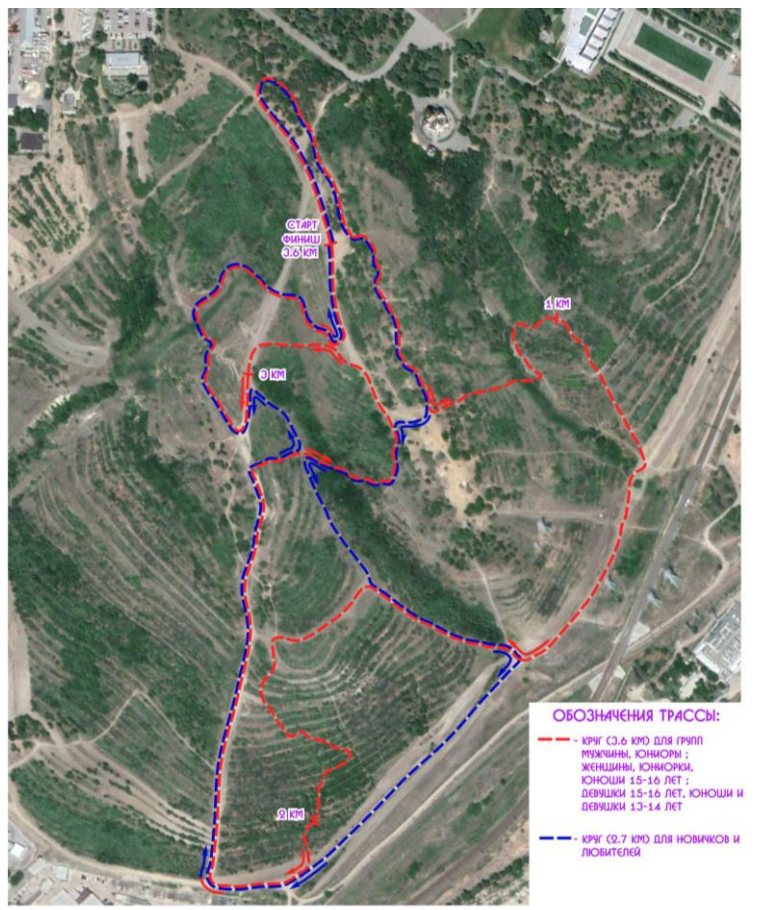 СТАРТ
ФИНИШ
3.6 КМ
1 КМ
3 КМ
2 КМ
ОБОЗНАЧЕНИЯ ТРАССЫ:
- КРУГ (3.6 КМ) ДЛЯ ГРУПП
МУЖЧИНЫ, ЮНИОРЫ ;
ЖЕНЩИНЫ, ЮНИОРКИ,
ЮНОШИ 15-16 ЛЕТ ;
ДЕВУШКИ 15-16 ЛЕТ, ЮНОШИ И
ДЕВУШКИ 13-14 ЛЕТ
- КРУГ (2.7 КМ) ДЛЯ НОВИЧКОВ И
ЛЮБИТЕЛЕЙ